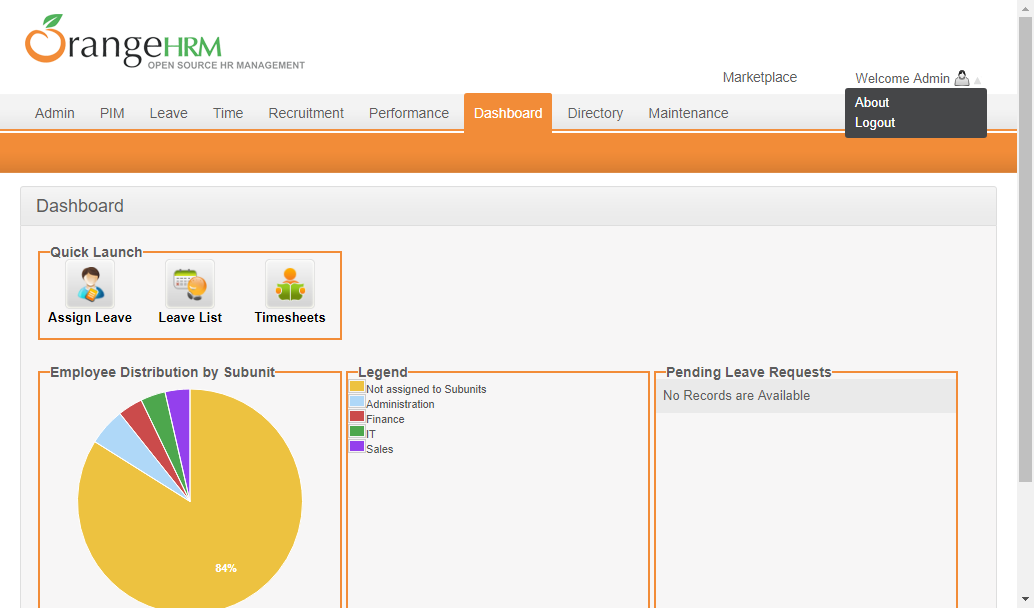 OrangeHRM
OPEN SOURCE HR MANAGEMENT
Marketplace
Welcome Admin
About
Logout
Admin PIM Leave Time Recruitment Performance Dashboard Directory Maintenance
Dashboard
Quick Launch
Assign Leave Leave List Timesheets
Employee Distribution by Subunit
84%
Legend
Not assigned to Subunits
Administration
Finance
IT
Sales
Pending Leave Requests
No Records are Available